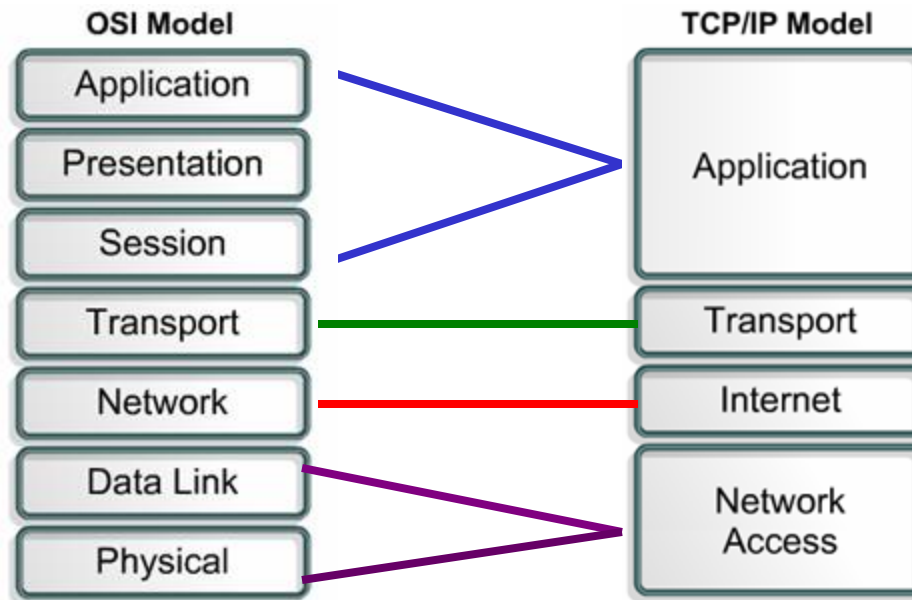 OSI Model
Application
Presentation
Session
Transport
Network
Data Link
Physical
TCP/IP Model
Application
Transport
Internet
Network
Access